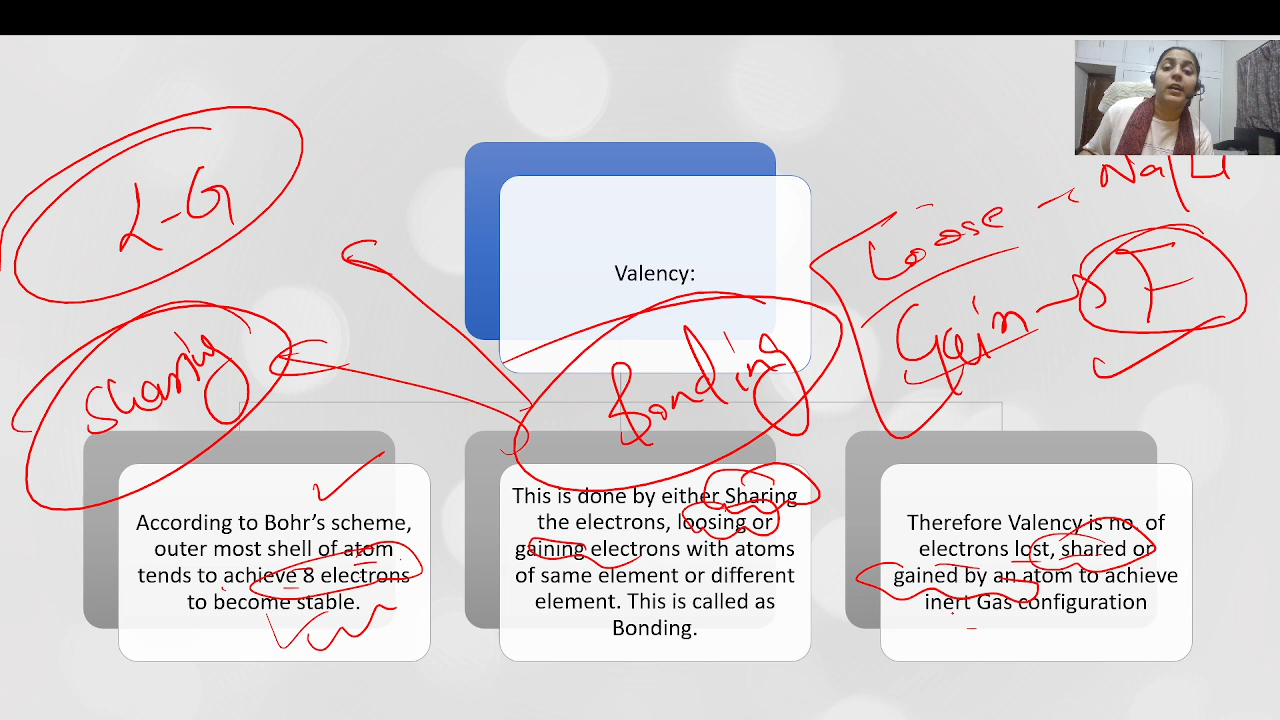 Valency:
L-G
Sharing
Bonding
Loose - Na/Li
Gain - F
According to Bohr's scheme,
outer most shell of atom
tends to achieve 8 electrons
to become stable.
This is done by either Sharing
the electrons, loosing or
gaining electrons with atoms
of same element or different
element. This is called as
Bonding.
Therefore Valency is no. of
electrons lost, shared or
gained by an atom to achieve
inert Gas configuration